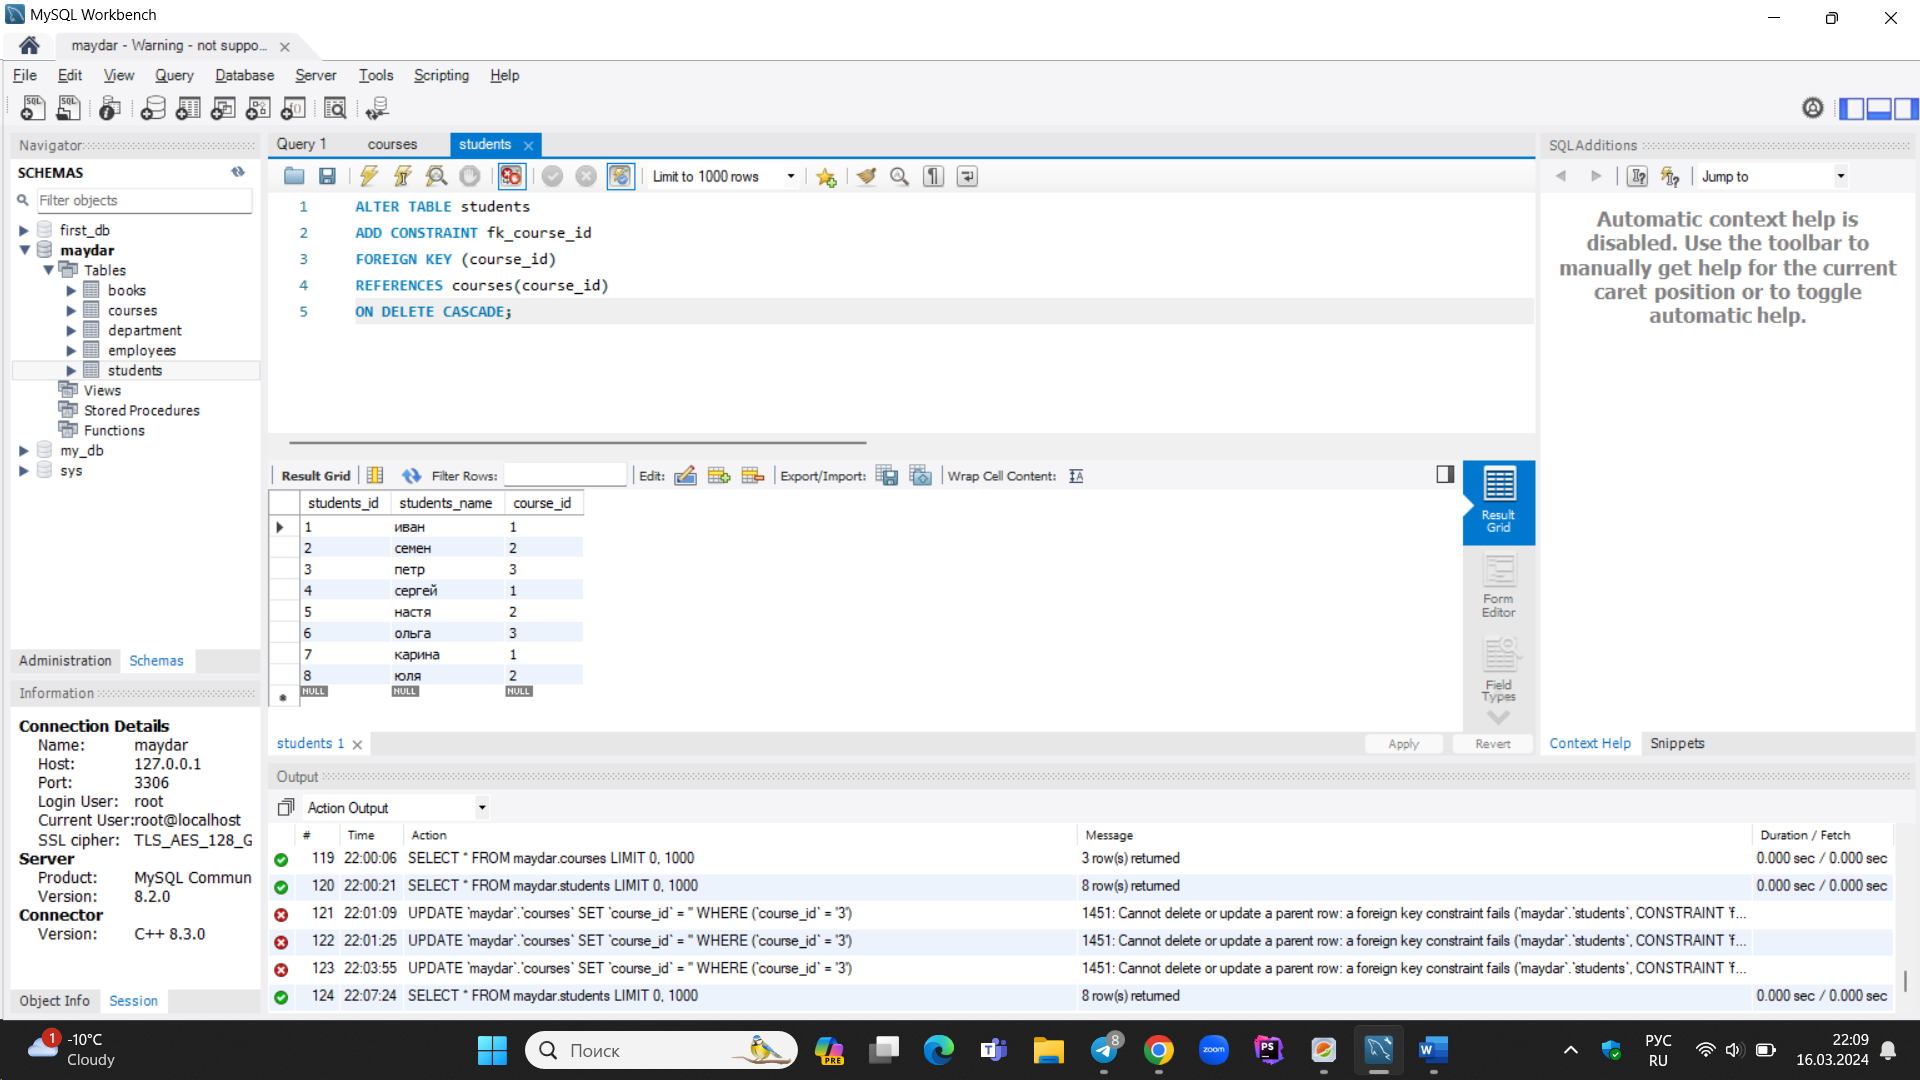 MySQL Workbench
maydar - Warning - not suppo...
File Edit View Query Database Server Tools Scripting Help
Navigator
SCHEMAS
Filter objects
first_db
maydar
Tables
books
courses
department
employees
students
Views
Stored Procedures
Functions
my_db
sys
Administration Schemas
Information
Connection Details
Name: maydar
Host: 127.0.0.1
Port: 3306
Login User: root
Current User:root@localhost
SSL cipher: TLS_AES_128_G
Server
Product: MySQL Commun
Version: 8.2.0
Connector
Version: C++ 8.3.0
Object Info Session
Query 1 courses students
Limit to 1000 rows
1 ALTER TABLE students
2 ADD CONSTRAINT fk_course_id
3 FOREIGN KEY (course_id)
4 REFERENCES courses(course_id)
5 ON DELETE CASCADE;
Result Grid Filter Rows: Edit: Export/Import: Wrap Cell Content:
students_id students_name course_id
1 иван 1
2 семен 2
3 петр 3
4 сергей 1
5 настя 2
6 ольга 3
7 карина 1
8 юля 2
NULL NULL NULL
Result
Grid
Form
Editor
Field
Types
students 1 Apply Revert
SQLAdditions
Jump to
Automatic context help is
disabled. Use the toolbar to
manually get help for the current
caret position or to toggle
automatic help.
Context Help Snippets
Output
Action Output
# Time Action Message Duration / Fetch
119 22:00:06 SELECT * FROM maydar.courses LIMIT 0, 1000 3 row(s) returned 0.000 sec / 0.000 sec
120 22:00:21 SELECT * FROM maydar.students LIMIT 0, 1000 8 row(s) returned 0.000 sec / 0.000 sec
121 22:01:09 UPDATE `maydar`.`courses` SET `course_id` = '' WHERE (`course_id` = '3') 1451: Cannot delete or update a parent row: a foreign key constraint fails (`maydar`.`students`, CONSTRAINT `f...
122 22:01:25 UPDATE `maydar`.`courses` SET `course_id` = '' WHERE (`course_id` = '3') 1451: Cannot delete or update a parent row: a foreign key constraint fails (`maydar`.`students`, CONSTRAINT `f...
123 22:03:55 UPDATE `maydar`.`courses` SET `course_id` = '' WHERE (`course_id` = '3') 1451: Cannot delete or update a parent row: a foreign key constraint fails (`maydar`.`students`, CONSTRAINT `f...
124 22:07:24 SELECT * FROM maydar.students LIMIT 0, 1000 8 row(s) returned 0.000 sec / 0.000 sec
1 -10°C
Cloudy
Поиск
PRE
8
zoom
PS
РУС
RU
22:09
16.03.2024